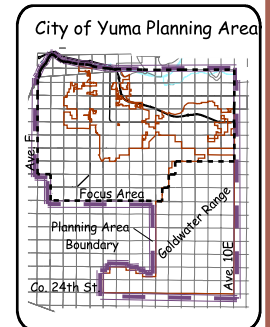 City of Yuma Planning Area
Ave. F
Focus Area
Planning Area
Boundary
Goldwater Range
Ave. 10E
Co. 24th St.